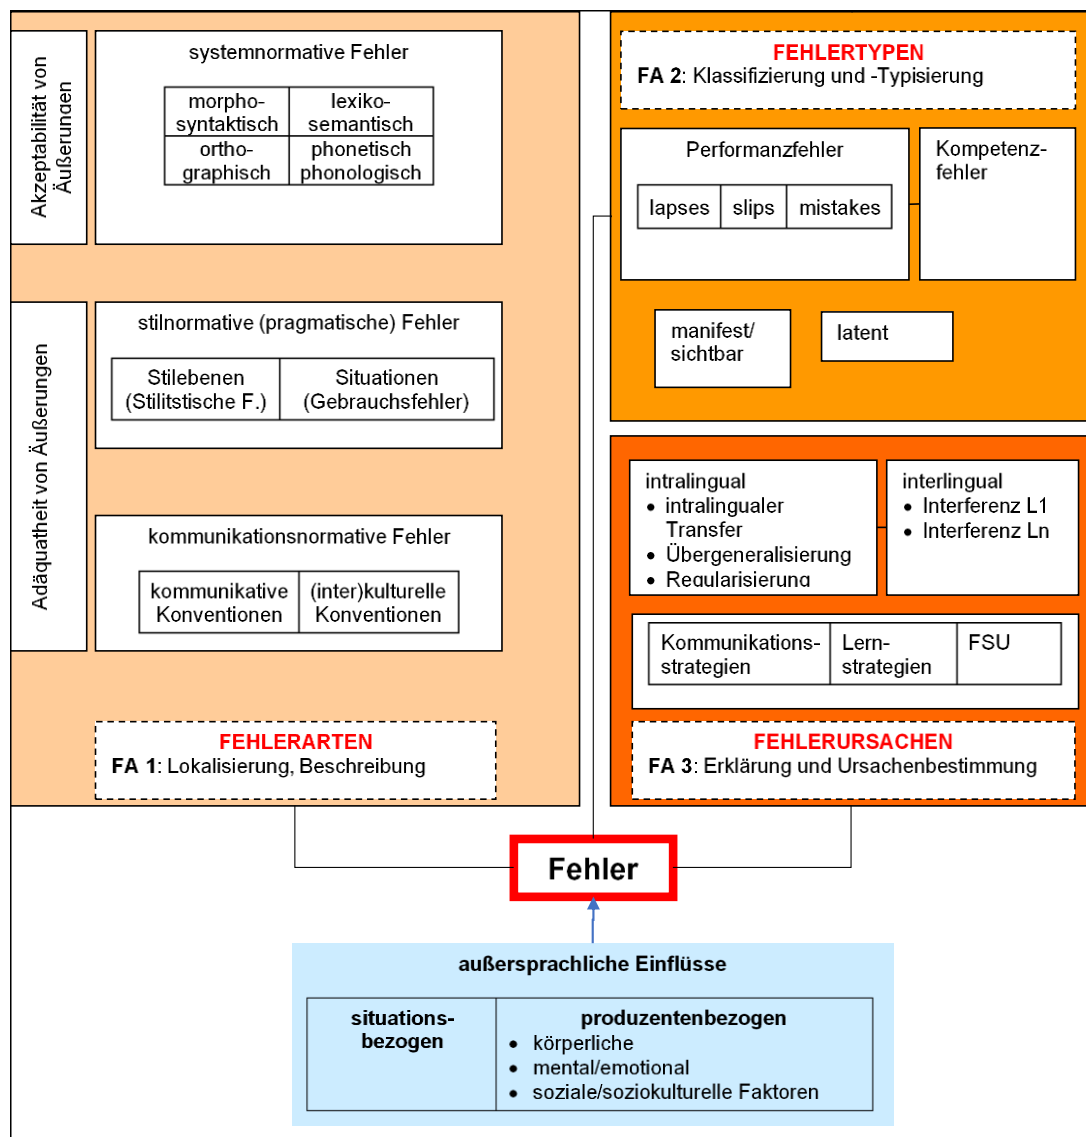 Akzeptabilität von
Äußerunden
systemnormative Fehler
morpho-
syntaktisch
lexiko-
semantisch
ortho-
graphisch
phonetisch
phonologisch
Adäquatheit von Äußerungen
stilnormative (pragmatische) Fehler
Stilebenen
(Stilitstische F.)
Situationen
(Gebrauchsfehler)
kommunikationsnormative Fehler
kommunikative
Konventionen
(inter)kulturelle
Konventionen
FEHLERARTEN
FA 1: Lokalisierung, Beschreibung
FEHLERTYPEN
FA 2: Klassifizierung und -Typisierung
Performanzfehler
lapses
slips
mistakes
Kompetenz-
fehler
manifest/
sichtbar
latent
intralingual
• intralingualer
Transfer
• Übergeneralisierung
• Regularisierung
interlingual
• Interferenz L1
• Interferenz Ln
Kommunikations-
strategien
Lern-
strategien
FSU
FEHLERURSACHEN
FA 3: Erklärung und Ursachenbestimmung
Fehler
außersprachliche Einflüsse
situations-
bezogen
produzentenbezogen
• körperliche
• mental/emotional
• soziale/soziokulturelle Faktoren